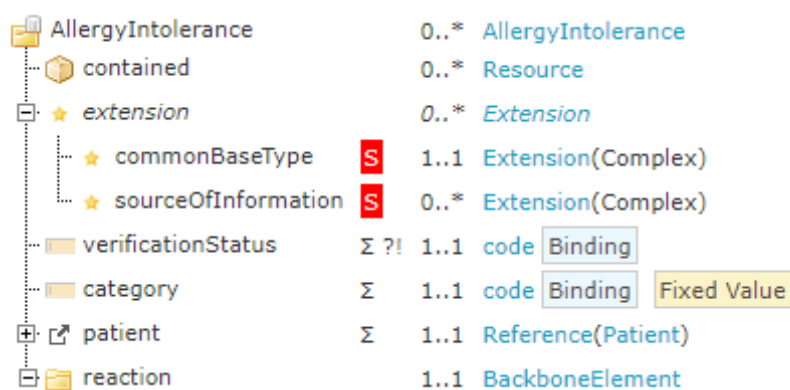 AllergyIntolerance 0..* AllergyIntolerance
contained 0..* Resource
extension 0..* Extension
commonBaseType S 1..1 Extension(Complex)
sourceOfInformation S 0..* Extension(Complex)
verificationStatus Σ ?! 1..1 code Binding
category Σ 1..1 code Binding Fixed Value
patient Σ 1..1 Reference(Patient)
reaction 1..1 BackboneElement